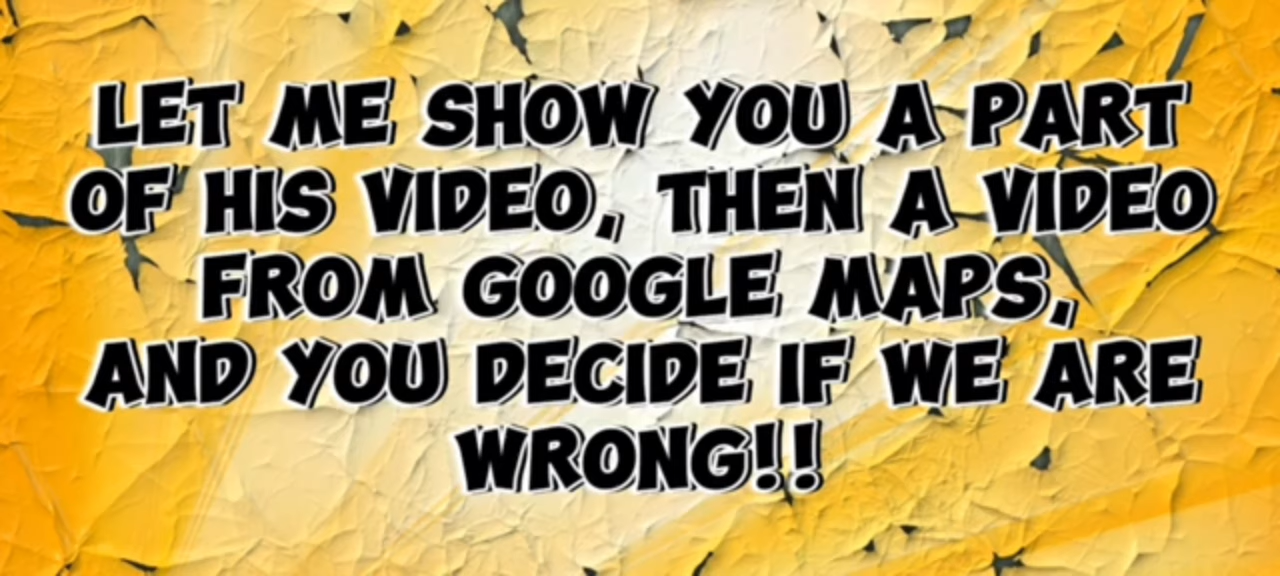 LET ME SHOW YOU A PART
OF HIS VIDEO, THEN A VIDEO
FROM GOOGLE MAPS,
AND YOU DECIDE IF WE ARE
WRONG!!